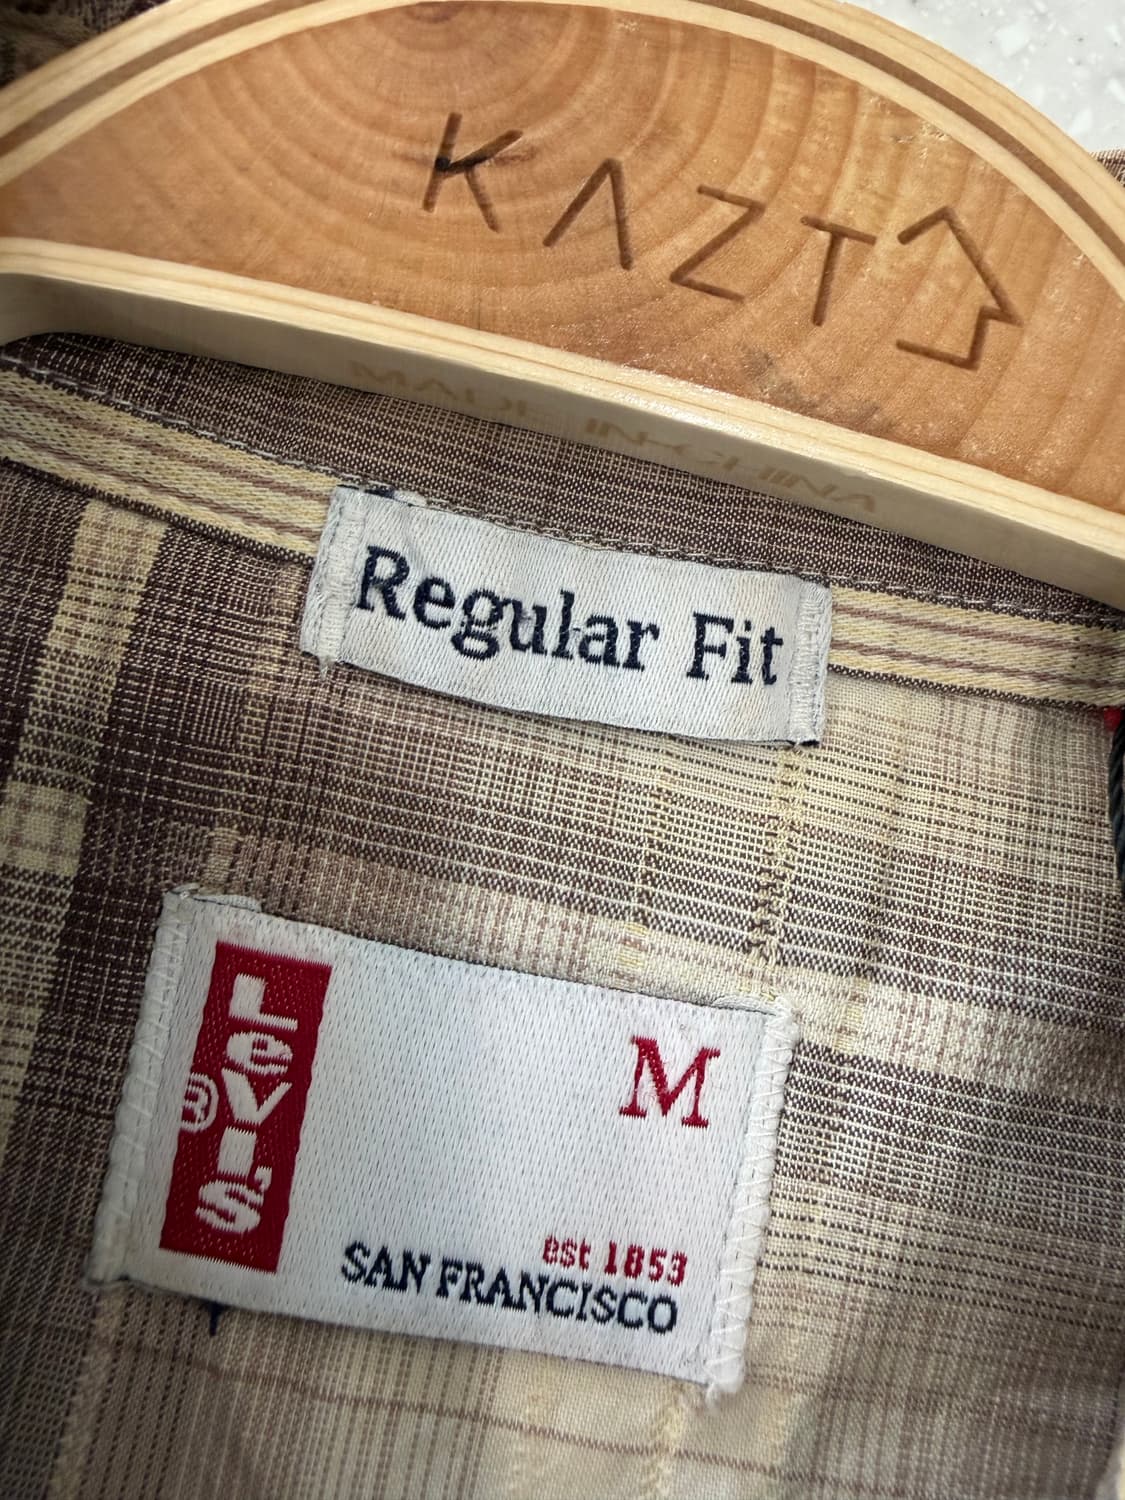 KAZT
MADE IN CHINA
Regular Fit
LEVI'S
®
M
est 1853
SAN FRANCISCO